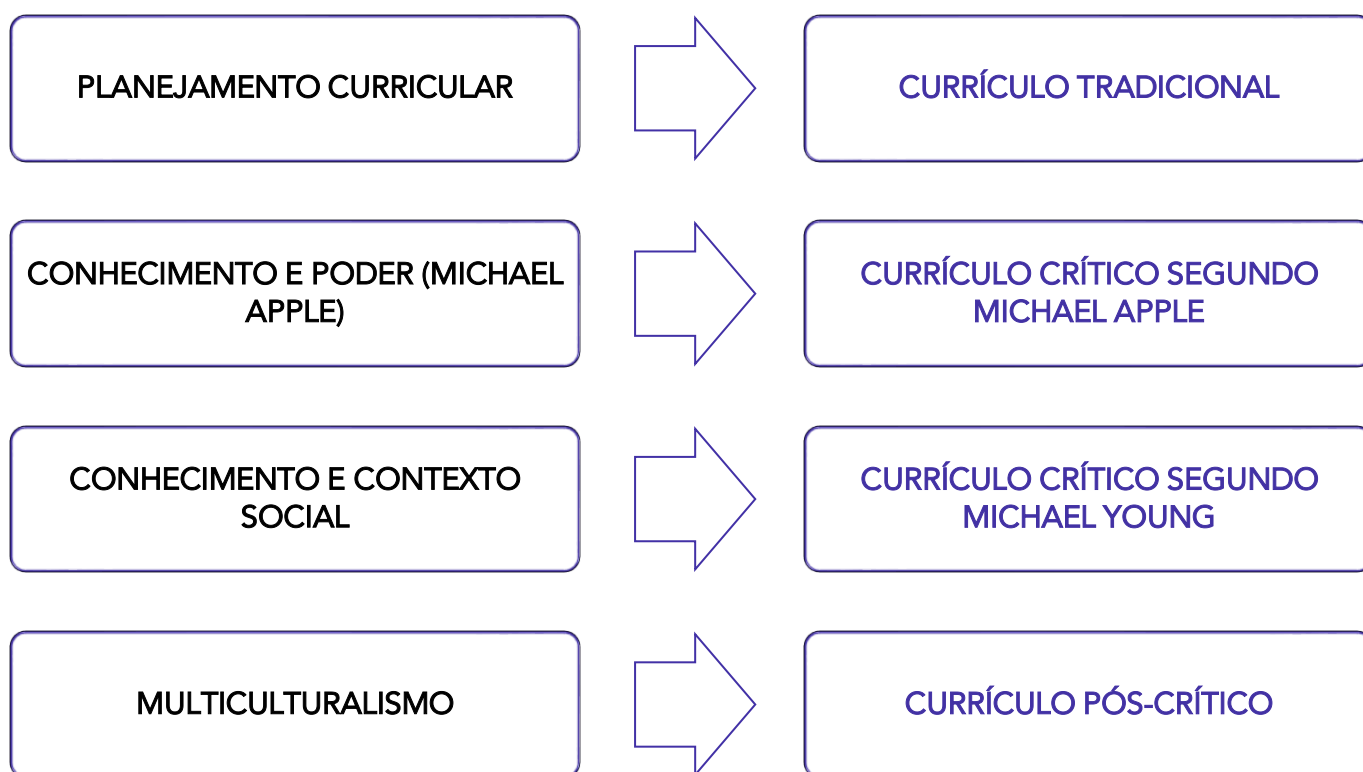 PLANEJAMENTO CURRICULAR
CURRÍCULO TRADICIONAL
CONHECIMENTO E PODER (MICHAEL
APPLE)
CURRÍCULO CRÍTICO SEGUNDO
MICHAEL APPLE
CONHECIMENTO E CONTEXTO
SOCIAL
CURRÍCULO CRÍTICO SEGUNDO
MICHAEL YOUNG
MULTICULTURALISMO
CURRÍCULO PÓS-CRÍTICO